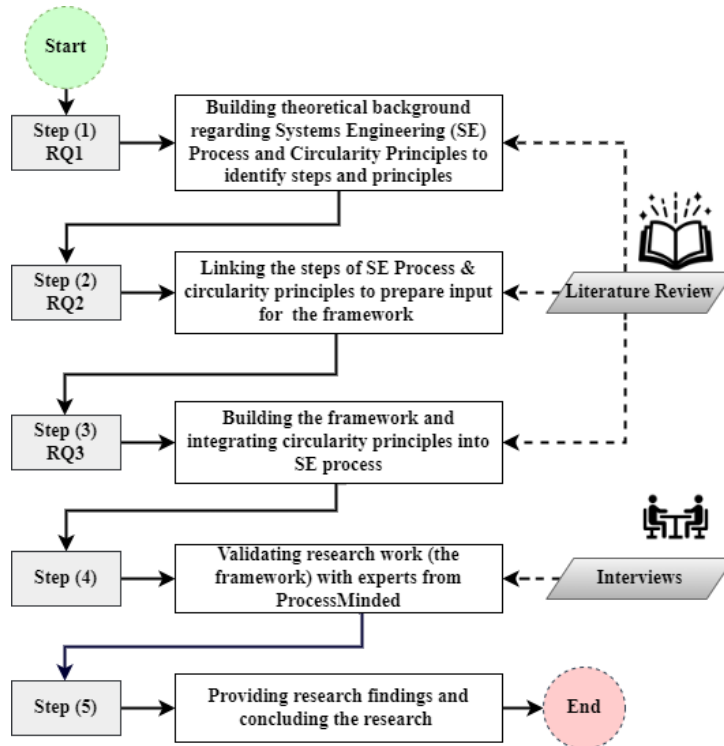 Start
Step (1)
RQ1
Building theoretical background
regarding Systems Engineering (SE)
Process and Circularity Principles to
identify steps and principles
Step (2)
RQ2
Linking the steps of SE Process &
circularity principles to prepare input
for the framework
Literature Review
Step (3)
RQ3
Building the framework and
integrating circularity principles into
SE process
Step (4)
Validating research work (the
framework) with experts from
ProcessMinded
Interviews
Step (5)
Providing research findings and
concluding the research
End